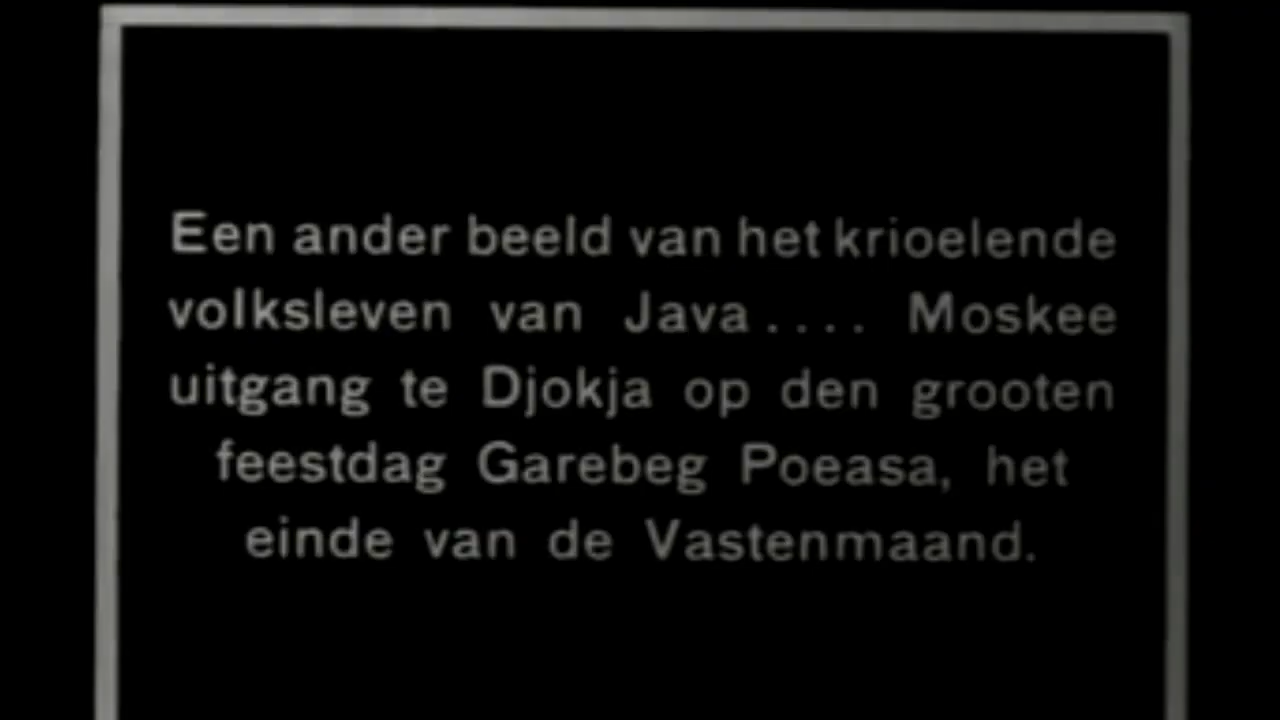 Een ander beeld van het krioelende
volksleven van Java.... Moskee
uitgang te Djokja op den grooten
feestdag Garebeg Poeasa, het
einde van de Vastenmaand.